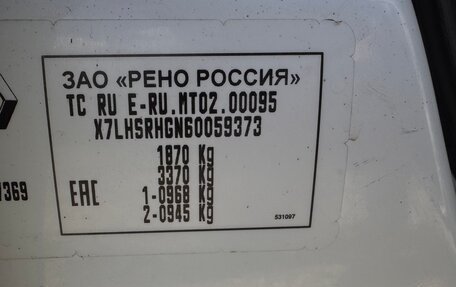 ЗАО «РЕНО РОССИЯ»
TC RU E-RU.MT02.00095
X7LHSRHGN60059373
1870 Kg
3370 Kg
EAC
1-0968 Kg
2-0945 Kg
531097